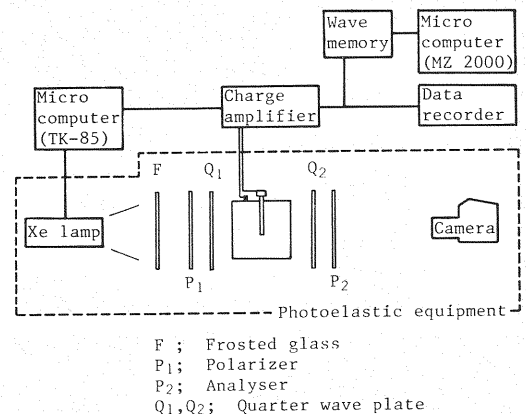 Wave
memory
Micro
computer
(MZ 2000)
Micro
computer
(TK-85)
Charge
amplifier
Data
recorder
F
Q1
Q2
Xe lamp
P1
P2
Camera
Photoelastic equipment
F ; Frosted glass
P1; Polarizer
P2; Analyser
Q1,Q2; Quarter wave plate